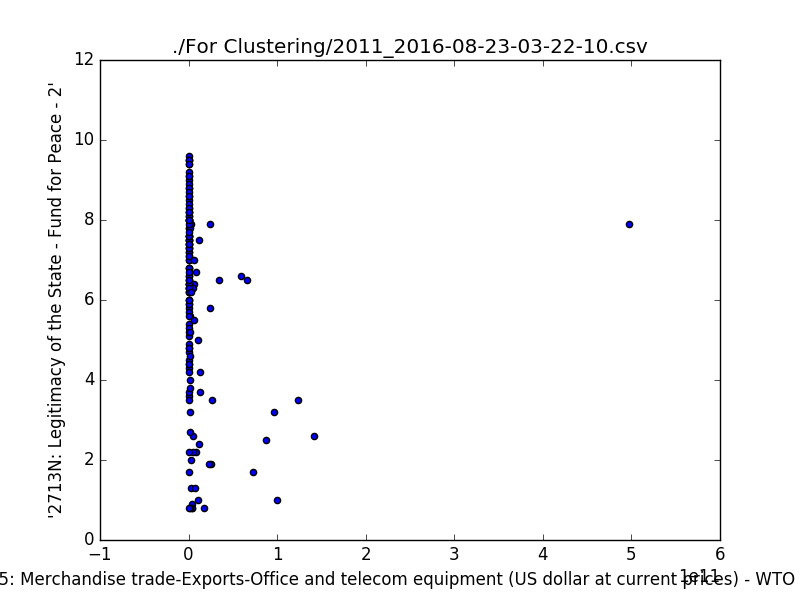 ./For Clustering/2011_2016-08-23-03-22-10.csv
12
10
8
6
4
2
0
'2713N: Legitimacy of the State - Fund for Peace - 2'
−1 0 1 2 3 4 5 6
1e11
5: Merchandise trade-Exports-Office and telecom equipment (US dollar at current prices) - WTO